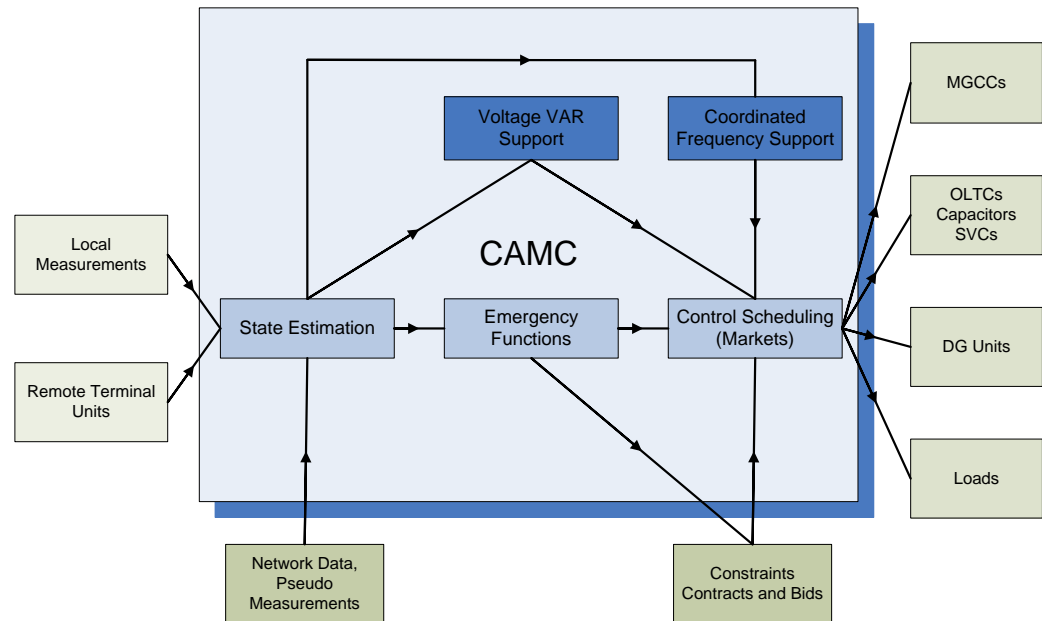 MGCCs
Voltage VAR
Support
Coordinated
Frequency Support
OLTCs
Capacitors
SVCs
Local
Measurements
CAMC
State Estimation
Emergency
Functions
Control Scheduling
(Markets)
DG Units
Remote Terminal
Units
Loads
Network Data,
Pseudo
Measurements
Constraints
Contracts and Bids